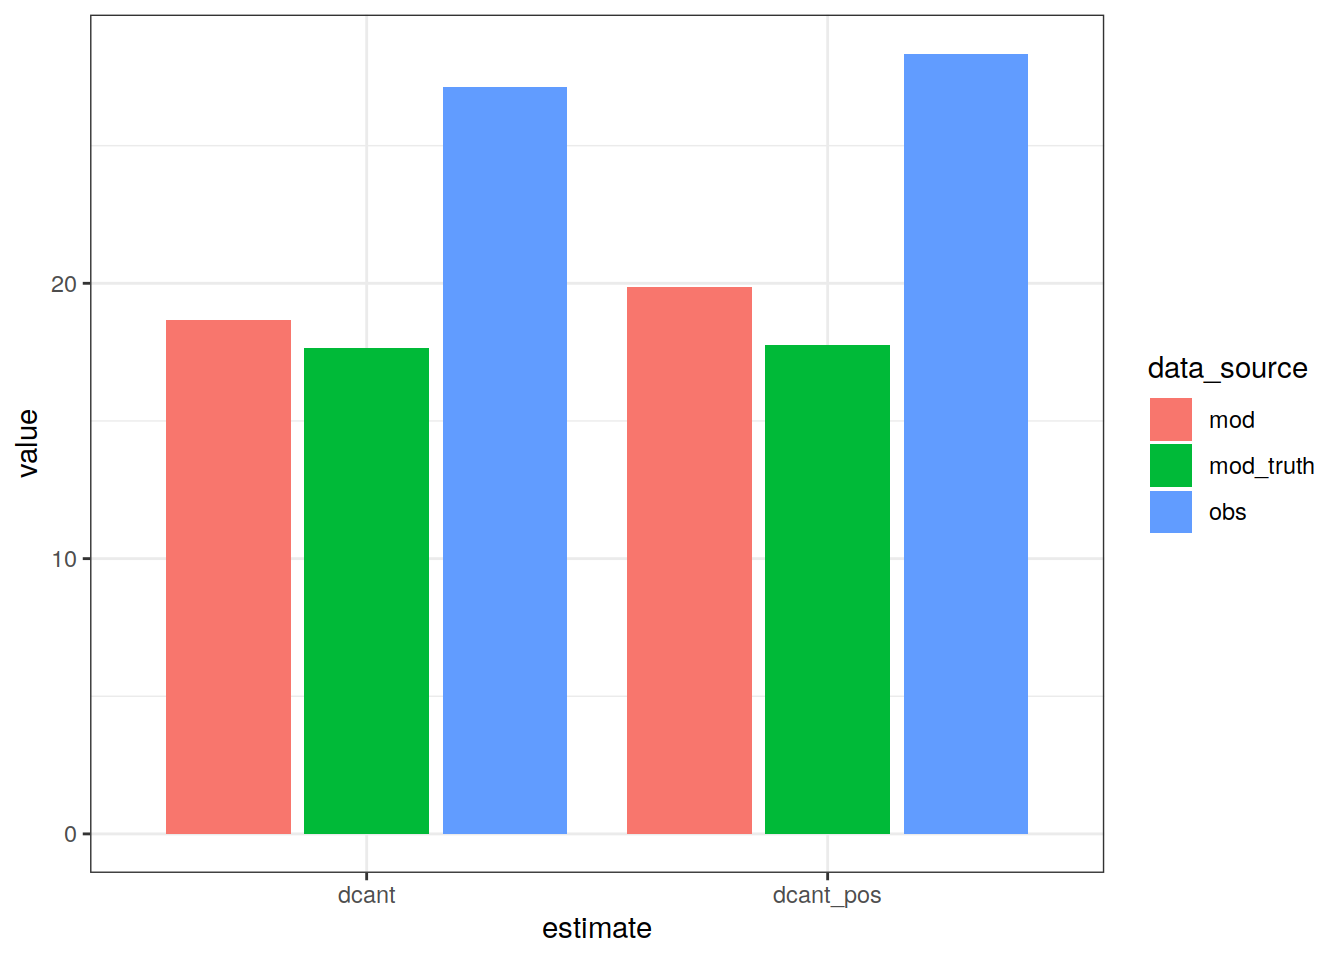 value
20
10
0
dcant
dcant_pos
estimate
data_source
mod
mod_truth
obs